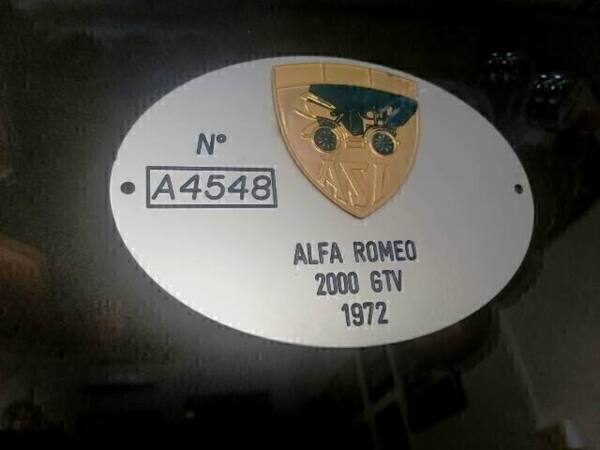 N°
A4548
ASI
ALFA ROMEO
2000 GTV
1972